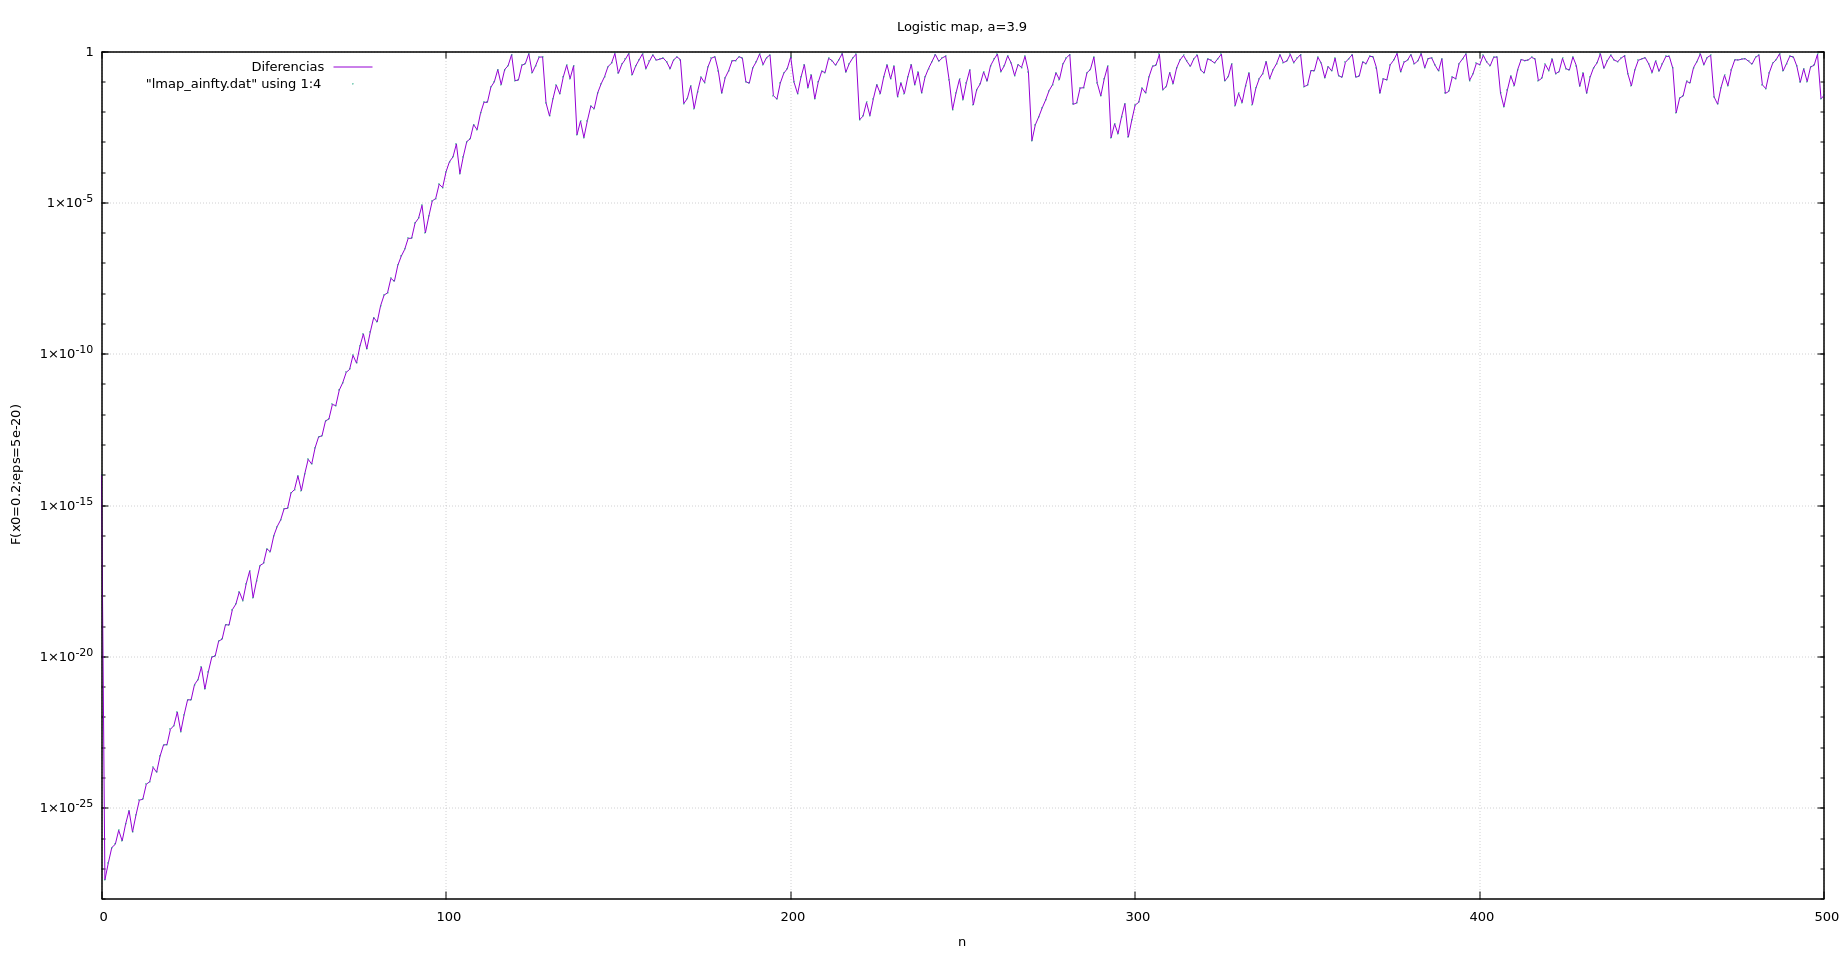 Logistic map, a=3.9
Diferencias
"lmap_ainfty.dat" using 1:4
1
1×10^-5
1×10^-10
1×10^-15
1×10^-20
1×10^-25
F(x0=0.2;eps=5e-20)
0 100 200 300 400 500
n